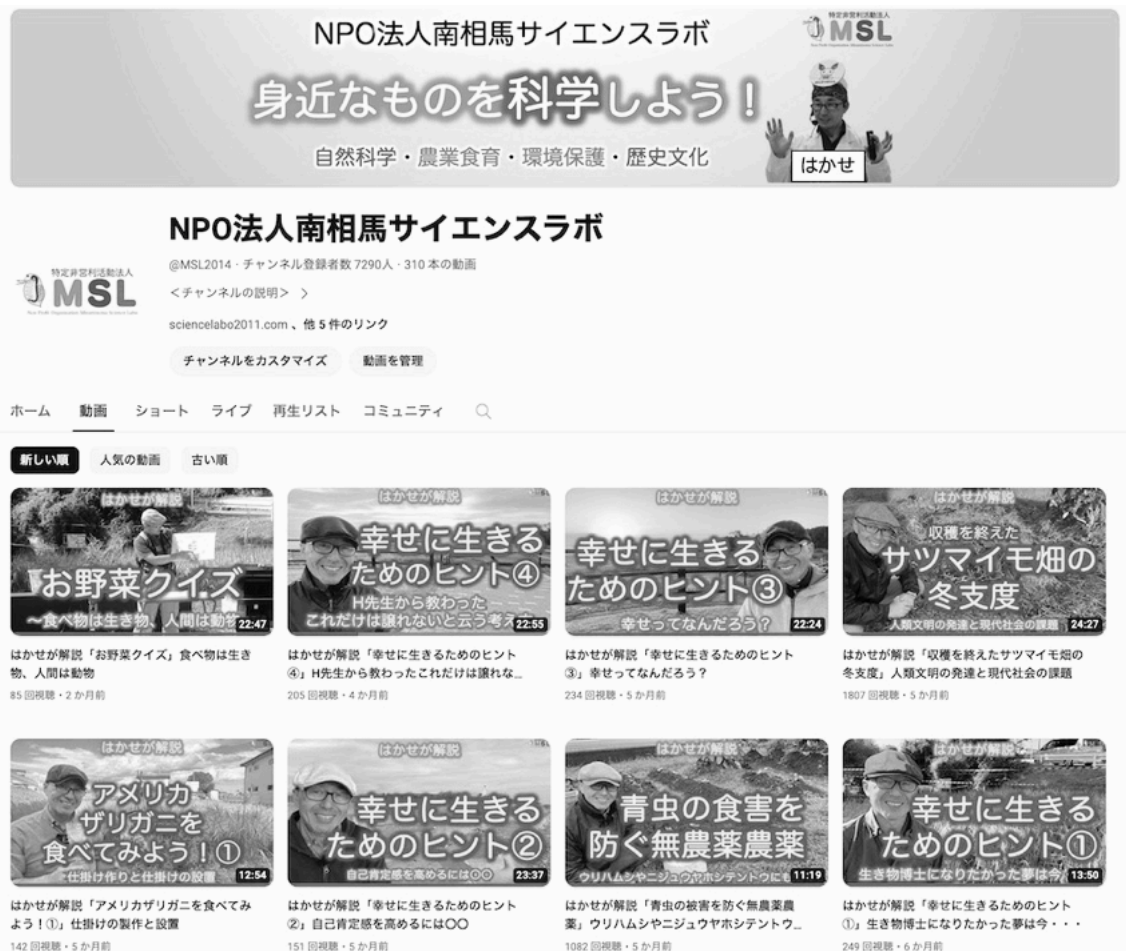 NPO法人南相馬サイエンスラボ
特定非営利活動法人
MSL
身近なものを科学しよう！
自然科学・農業食育・環境保護・歴史文化
はかせ
NPO法人南相馬サイエンスラボ
特定非営利活動法人
MSL
@MSL2014・チャンネル登録者数 7290人・310 本の動画
＜チャンネルの説明＞ ＞
sciencelabo2011.com 、他 5 件のリンク
チャンネルをカスタマイズ 動画を管理
ホーム 動画 ショート ライブ 再生リスト コミュニティ
新しい順 人気の動画 古い順
はかせが解説
お野菜クイズ
〜食べ物は生き物、人間は動物
22:47
はかせが解説「お野菜クイズ」食べ物は生き
物、人間は動物
85 回視聴・2 か月前
はかせが解説
幸せに生きる
ためのヒント④
H先生から教わった
これだけは譲れないと云う考え
22:55
はかせが解説「幸せに生きるためのヒント
④」H先生から教わったこれだけは譲れな...
205 回視聴・4 か月前
はかせが解説
幸せに生きる
ためのヒント③
幸せってなんだろう？
22:24
はかせが解説「幸せに生きるためのヒント
③」幸せってなんだろう？
234 回視聴・5 か月前
はかせが解説
収穫を終えた
サツマイモ畑の
冬支度
人類文明の発達と現代社会の課題
24:27
はかせが解説「収穫を終えたサツマイモ畑の
冬支度」人類文明の発達と現代社会の課題
1807 回視聴・5 か月前
はかせが解説
アメリカ
ザリガニを
食べてみよう！①
仕掛け作りと仕掛けの設置
12:54
はかせが解説「アメリカザリガニを食べてみ
よう！①」仕掛けの製作と設置
142 回視聴・5 か月前
はかせが解説
幸せに生きる
ためのヒント②
自己肯定感を高めるには〇〇
23:37
はかせが解説「幸せに生きるためのヒント
②」自己肯定感を高めるには〇〇
151 回視聴・5 か月前
はかせが解説
青虫の食害を
防ぐ無農薬農薬
ウリハムシやニジュウヤホシテントウにも
11:19
はかせが解説「青虫の被害を防ぐ無農薬農
薬」ウリハムシやニジュウヤホシテントウ...
1082 回視聴・5 か月前
はかせが解説
幸せに生きる
ためのヒント①
生き物博士になりたかった夢は今
13:50
はかせが解説「幸せに生きるためのヒント
①」生き物博士になりたかった夢は今・・・
249 回視聴・6 か月前